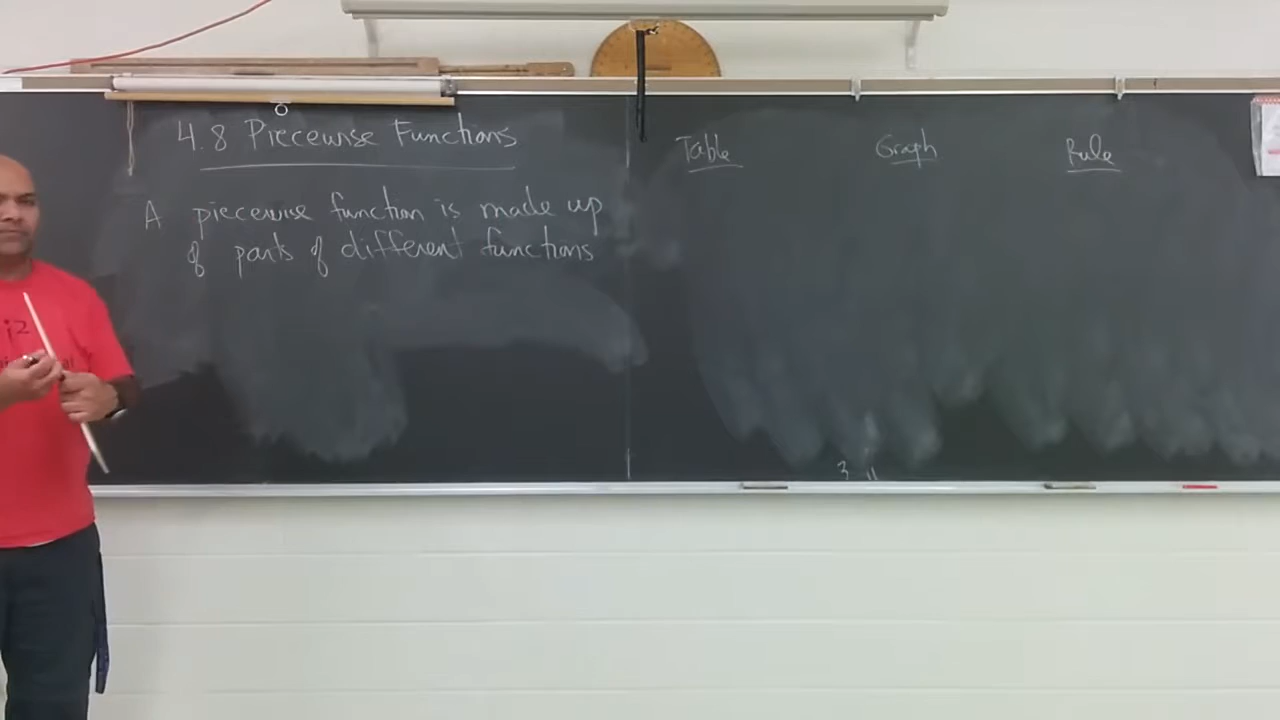 4.8 Piecewise Functions
A piecewise function is made up
of parts of different functions
Table
Graph
Rule